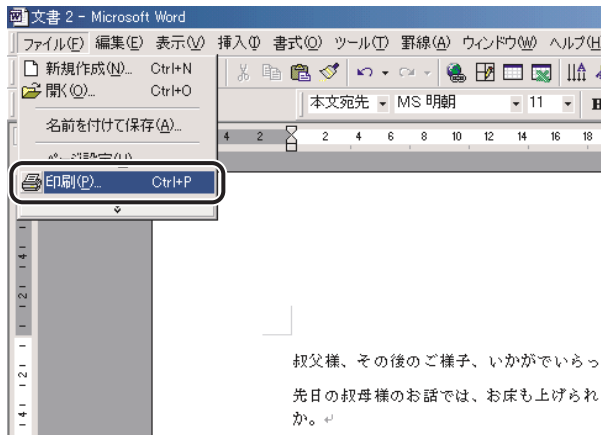 文書 2 - Microsoft Word
ファイル(F) 編集(E) 表示(V) 挿入(I) 書式(O) ツール(T) 罫線(A) ウィンドウ(W) ヘルプ(H
新規作成(N)... Ctrl+N
開く(O)... Ctrl+O
本文宛先 MS 明朝 11 B
名前を付けて保存(A)...
4 2 2 4 6 8 10 12 14 16 18
印刷(P)... Ctrl+P
叔父様、その後のご様子、いかがでいらっ
先日の叔母様のお話では、お床も上げられ
か。